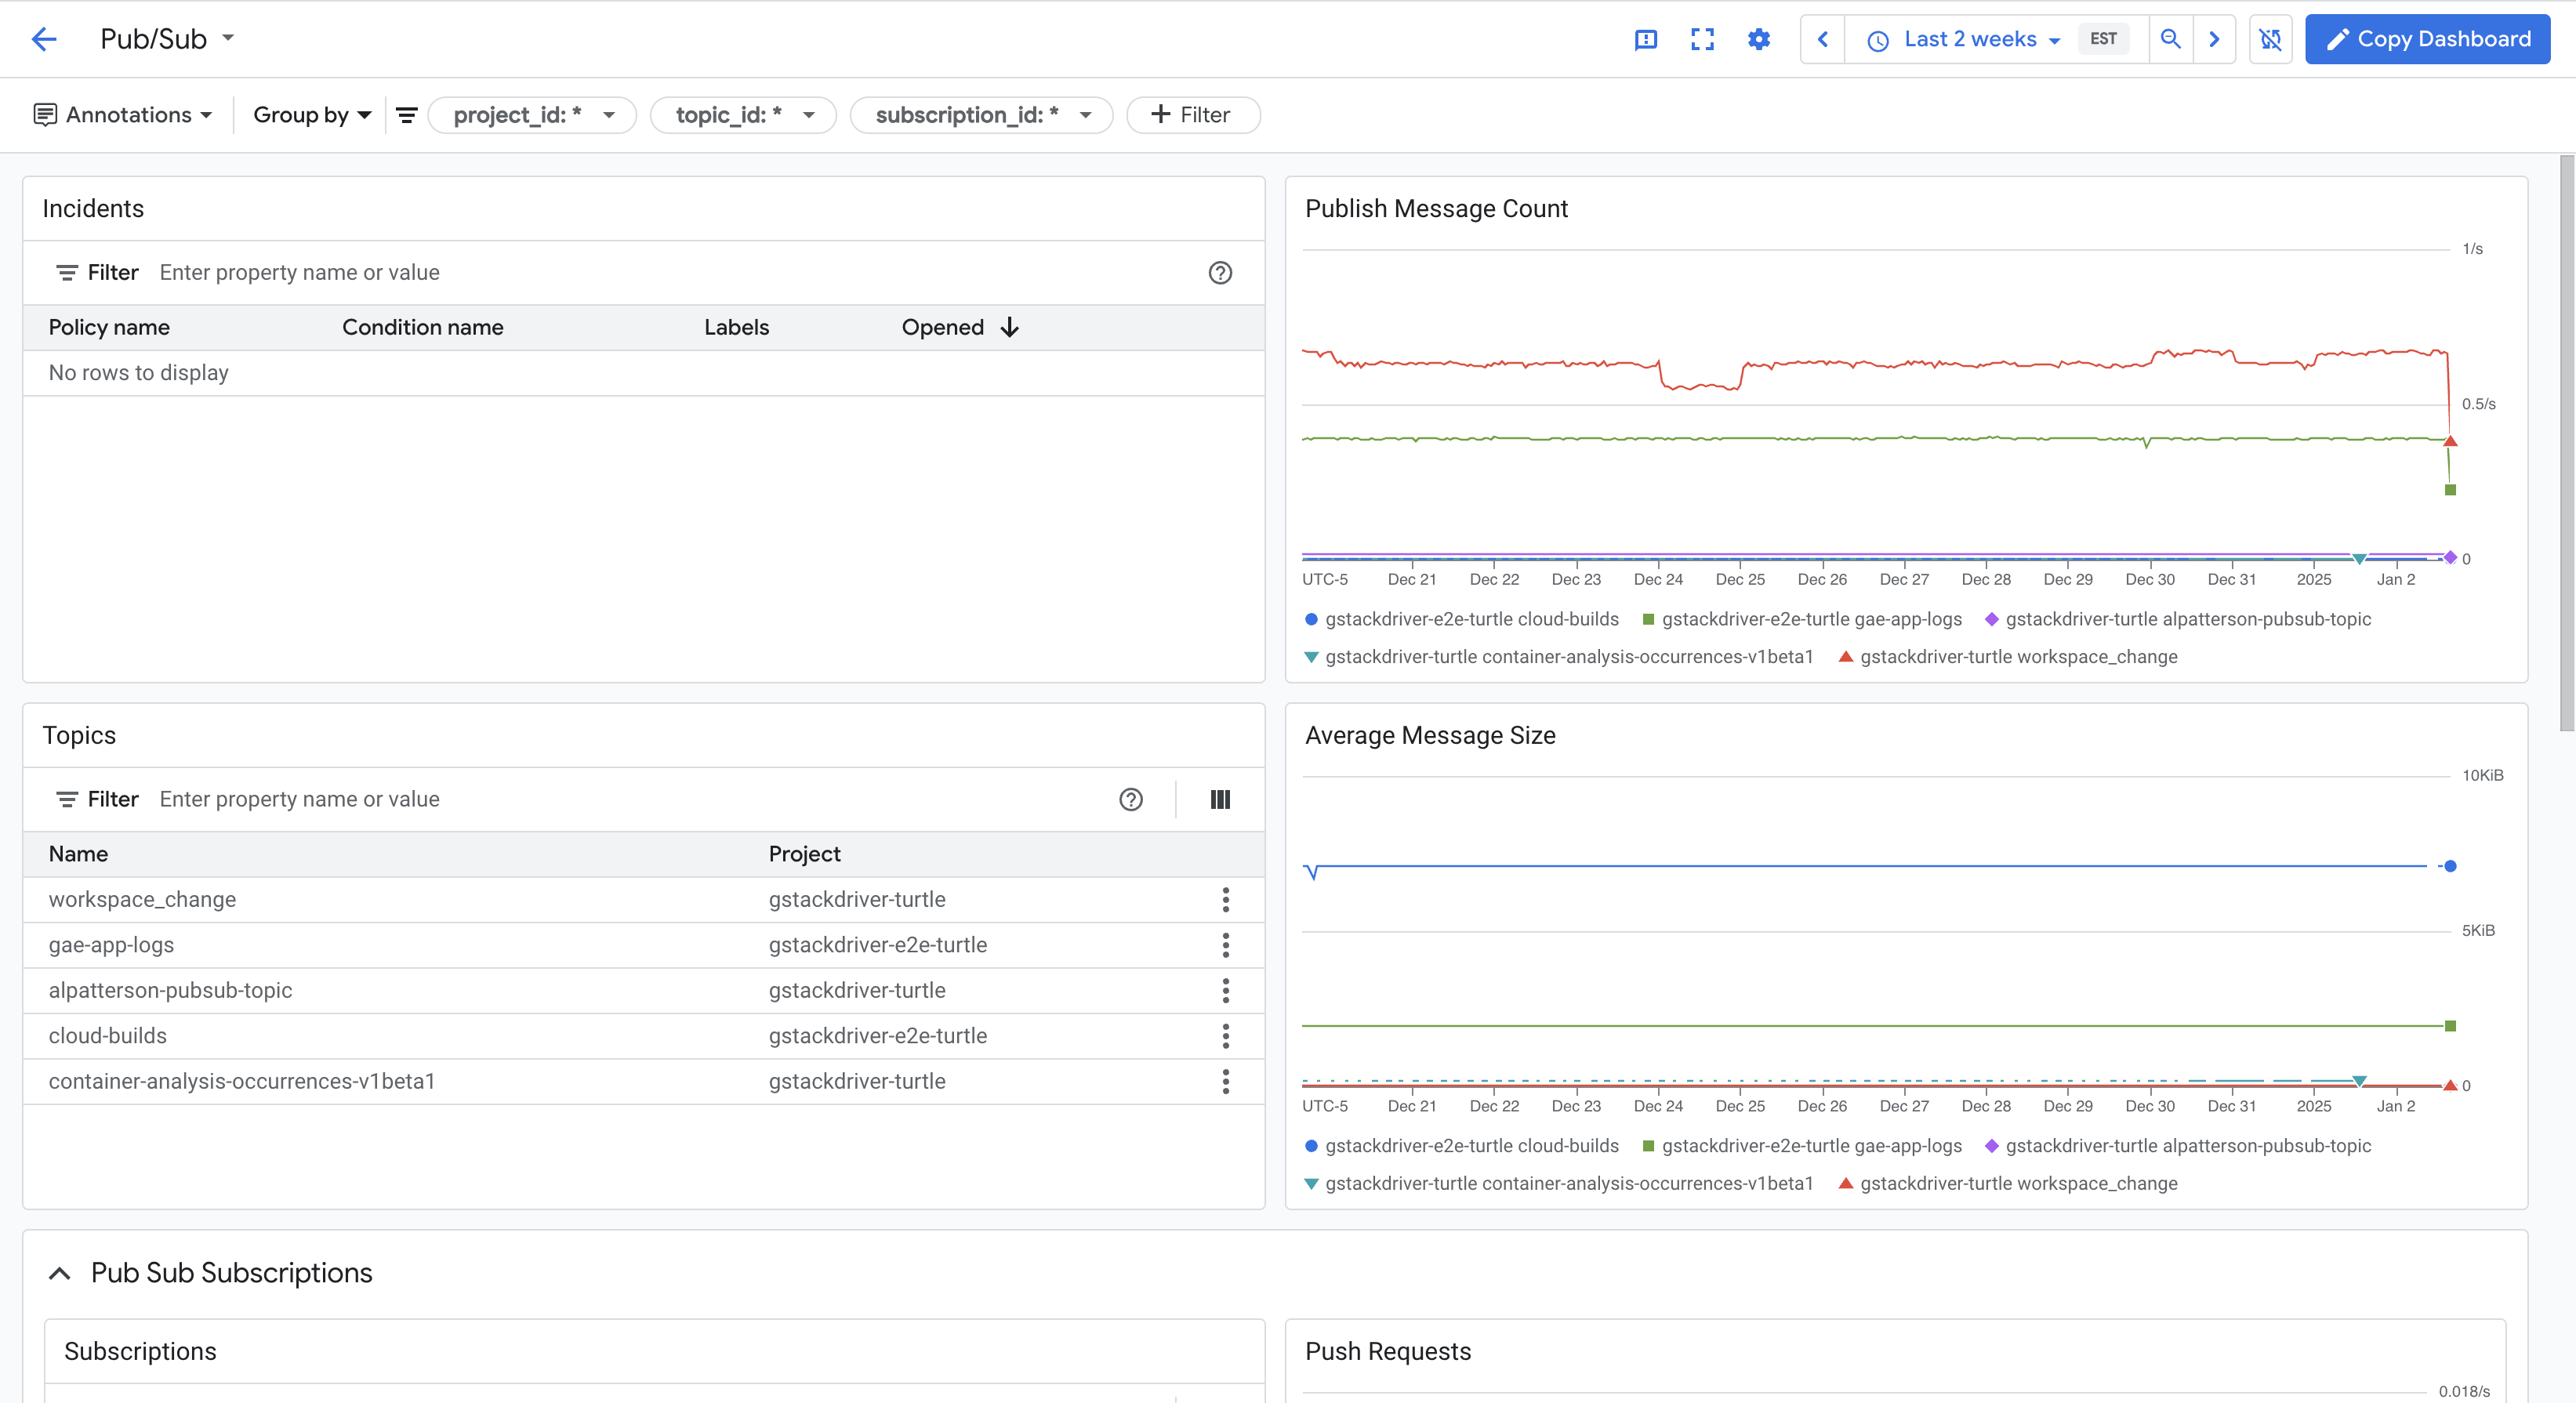 Pub/Sub
Last 2 weeks EST
Copy Dashboard
Annotations Group by project_id: * topic_id: * subscription_id: * Filter
Incidents
Filter Enter property name or value
Policy name Condition name Labels Opened
No rows to display
Publish Message Count
1/s
0.5/s
0
UTC-5 Dec 21 Dec 22 Dec 23 Dec 24 Dec 25 Dec 26 Dec 27 Dec 28 Dec 29 Dec 30 Dec 31 2025 Jan 2
gstackdriver-e2e-turtle cloud-builds gstackdriver-e2e-turtle gae-app-logs gstackdriver-turtle alpatterson-pubsub-topic
gstackdriver-turtle container-analysis-occurrences-v1beta1 gstackdriver-turtle workspace_change
Topics
Filter Enter property name or value
Name Project
workspace_change gstackdriver-turtle
gae-app-logs gstackdriver-e2e-turtle
alpatterson-pubsub-topic gstackdriver-turtle
cloud-builds gstackdriver-e2e-turtle
container-analysis-occurrences-v1beta1 gstackdriver-turtle
Average Message Size
10KiB
5KiB
0
UTC-5 Dec 21 Dec 22 Dec 23 Dec 24 Dec 25 Dec 26 Dec 27 Dec 28 Dec 29 Dec 30 Dec 31 2025 Jan 2
gstackdriver-e2e-turtle cloud-builds gstackdriver-e2e-turtle gae-app-logs gstackdriver-turtle alpatterson-pubsub-topic
gstackdriver-turtle container-analysis-occurrences-v1beta1 gstackdriver-turtle workspace_change
Pub Sub Subscriptions
Subscriptions
Push Requests
0.018/s